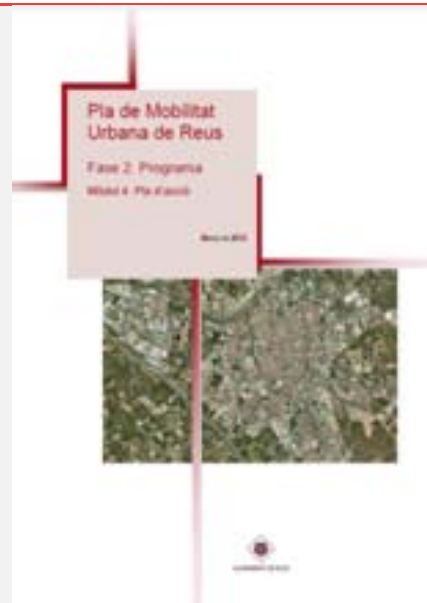 Pla de Mobilitat
Urbana de Reus
Fase 2. Programa
Mòdul 4. Pla d'acció